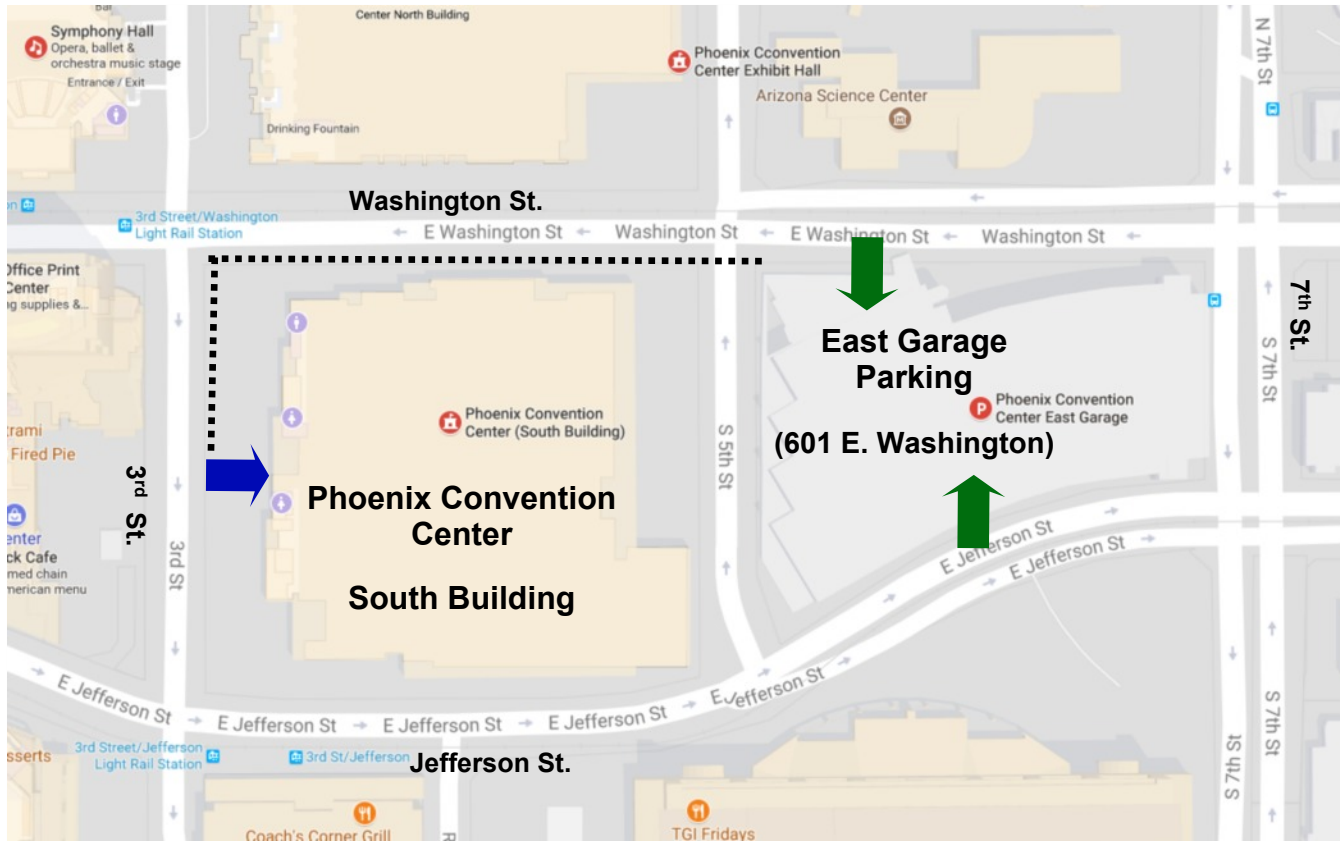 Bar
Symphony Hall
Opera, ballet &
orchestra music stage
Entrance / Exit
Center North Building
Drinking Fountain
Phoenix Cconvention
Center Exhibit Hall
Arizona Science Center
N 7th St
Washington St.
3rd Street/Washington
Light Rail Station
E Washington St
Washington St
E Washington St
Washington St
Office Print
Center
ng supplies &...
East Garage
Parking
Phoenix Convention
Center East Garage
(601 E. Washington)
7th St.
S 7th St
Phoenix Convention
Center (South Building)
S 5th St
Fired Pie
3rd St.
3rd St
Phoenix Convention
Center
South Building
ck Cafe
E Jefferson St
E Jefferson St
E Jefferson St
E Jefferson St
E Jefferson St
E Jefferson St
E Jefferson St
E Jefferson St
3rd Street/Jefferson
Light Rail Station
3rd St/Jefferson
Jefferson St.
S 7th St
S 7th St
Coach's Corner Grill
TGI Fridays